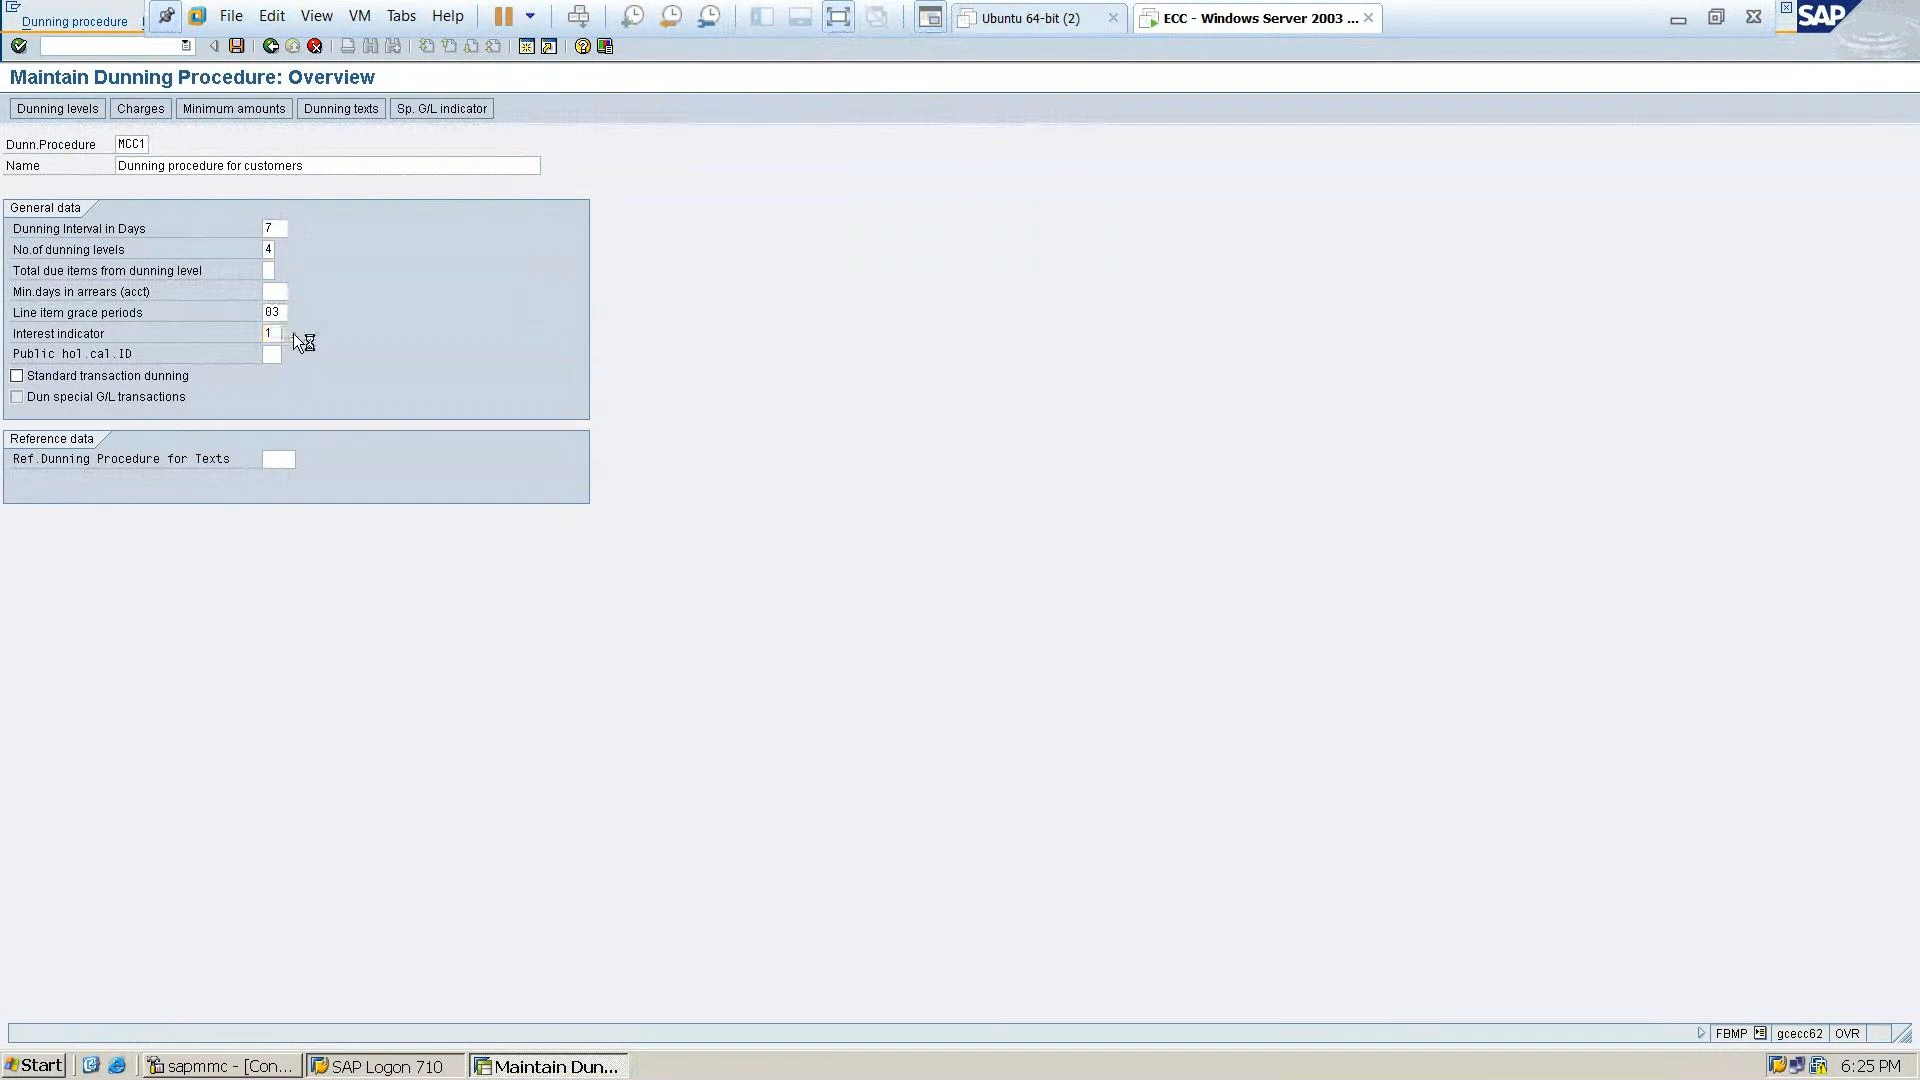 Dunning procedure
File Edit View VM Tabs Help
Ubuntu 64-bit (2)
ECC - Windows Server 2003 ...
SAP
Maintain Dunning Procedure: Overview
Dunning levels Charges Minimum amounts Dunning texts Sp. G/L indicator
Dunn.Procedure MCC1
Name Dunning procedure for customers
General data
Dunning Interval in Days 7
No.of dunning levels 4
Total due items from dunning level
Min.days in arrears (acct)
Line item grace periods 03
Interest indicator 1
Public hol.cal.ID
Standard transaction dunning
Dun special G/L transactions
Reference data
Ref.Dunning Procedure for Texts
FBMP gcecc62 OVR
Start sapmmc - [Con... SAP Logon 710 Maintain Dun... 6:25 PM